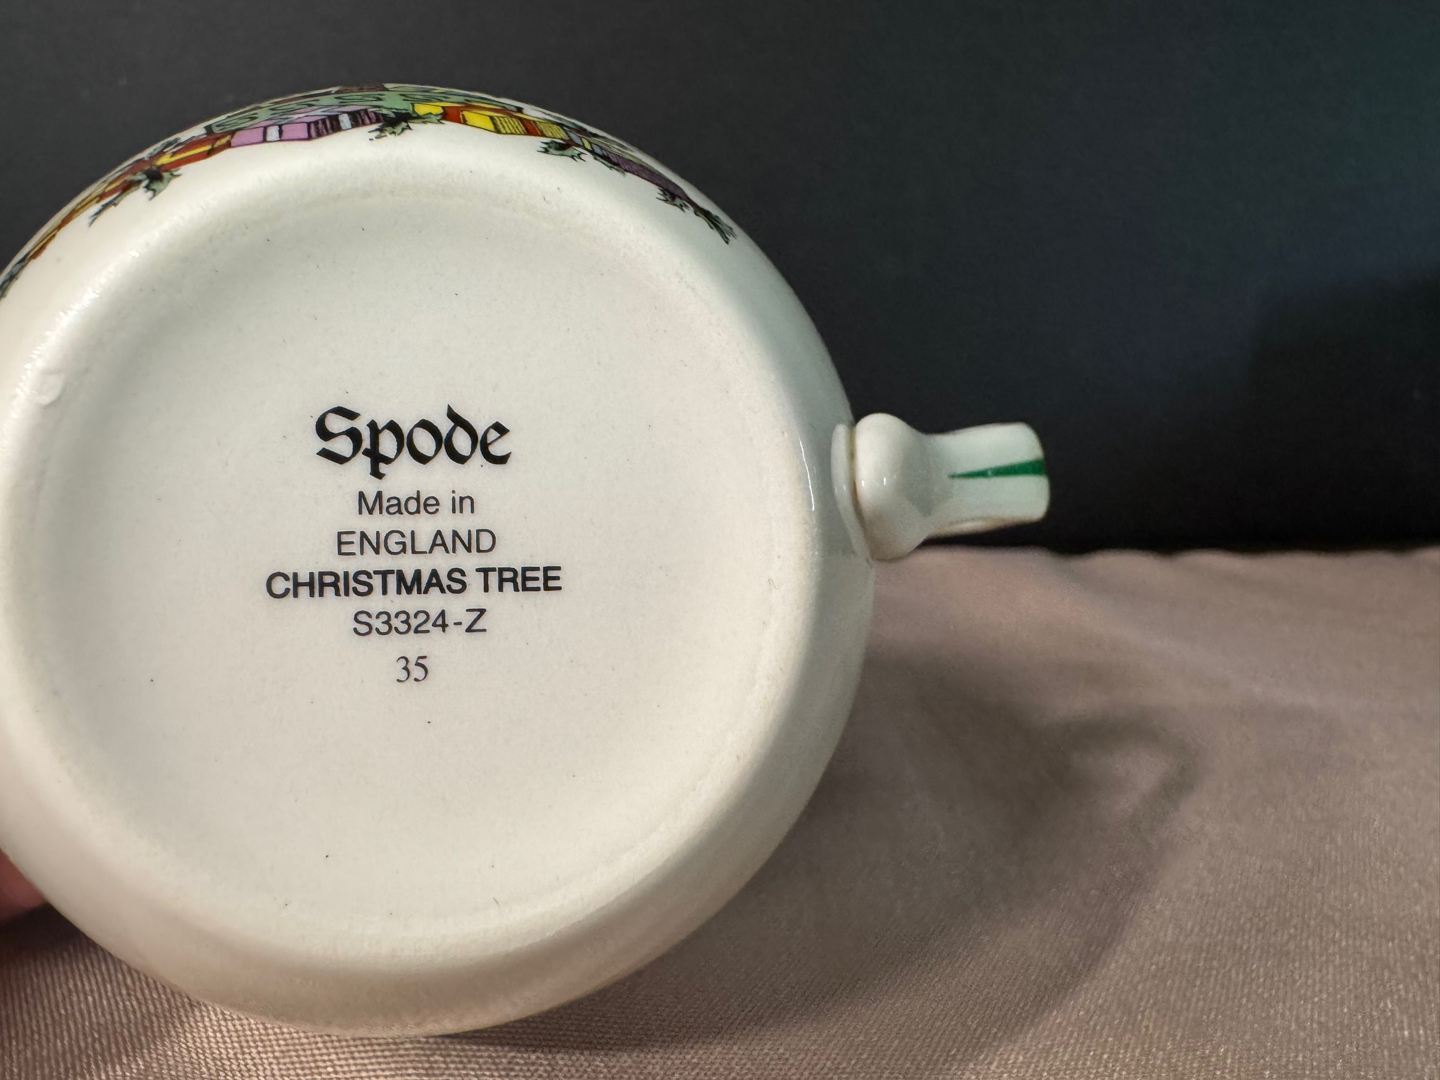 Spode
Made in
ENGLAND
CHRISTMAS TREE
S3324-Z
35